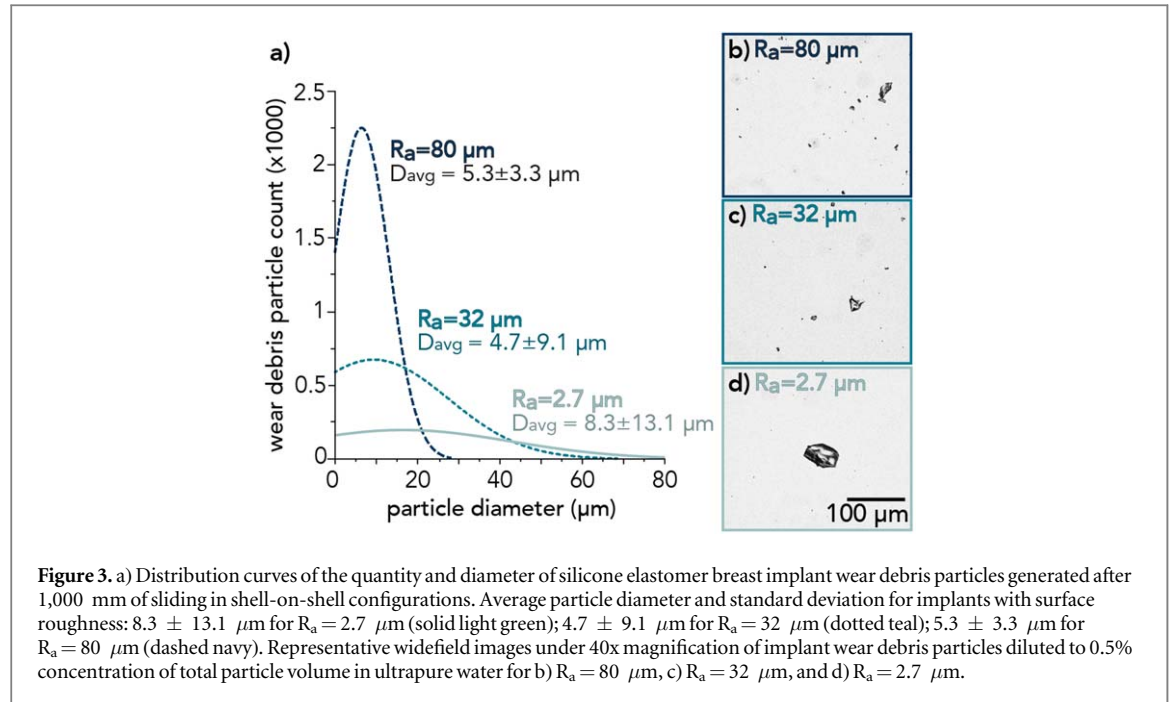 a)
wear debris particle count (x1000)
2.5
2
1.5
1
0.5
0
Ra=80 µm
Davg = 5.3±3.3 µm
Ra=32 µm
Davg = 4.7±9.1 µm
Ra=2.7 µm
Davg = 8.3±13.1 µm
0 20 40 60 80
particle diameter (µm)
b) Ra=80 µm
c) Ra=32 µm
d) Ra=2.7 µm
100 µm
Figure 3. a) Distribution curves of the quantity and diameter of silicone elastomer breast implant wear debris particles generated after
1,000 mm of sliding in shell-on-shell configurations. Average particle diameter and standard deviation for implants with surface
roughness: 8.3 ± 13.1 µm for Ra = 2.7 µm (solid light green); 4.7 ± 9.1 µm for Ra = 32 µm (dotted teal); 5.3 ± 3.3 µm for
Ra = 80 µm (dashed navy). Representative widefield images under 40x magnification of implant wear debris particles diluted to 0.5%
concentration of total particle volume in ultrapure water for b) Ra = 80 µm, c) Ra = 32 µm, and d) Ra = 2.7 µm.